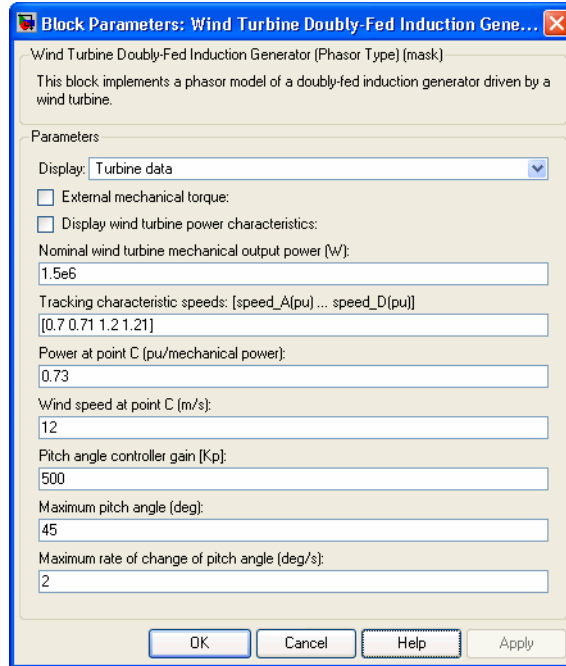 Block Parameters: Wind Turbine Doubly-Fed Induction Gene...
Wind Turbine Doubly-Fed Induction Generator (Phasor Type) (mask)
This block implements a phasor model of a doubly-fed induction generator driven by a
wind turbine.
Parameters
Display: Turbine data
External mechanical torque:
Display wind turbine power characteristics:
Nominal wind turbine mechanical output power (W):
1.5e6
Tracking characteristic speeds: [speed_A(pu) ... speed_D(pu)]
[0.7 0.71 1.2 1.21]
Power at point C (pu/mechanical power):
0.73
Wind speed at point C (m/s):
12
Pitch angle controller gain [Kp]:
500
Maximum pitch angle (deg):
45
Maximum rate of change of pitch angle (deg/s):
2
OK Cancel Help Apply